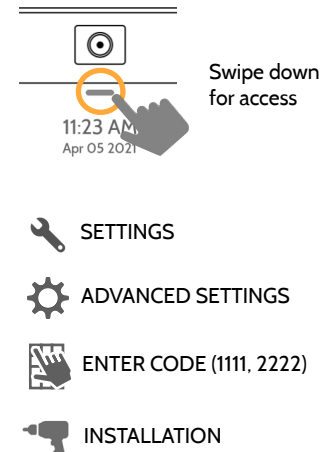 Swipe down
for access
11:23 AM
Apr 05 2021
SETTINGS
ADVANCED SETTINGS
ENTER CODE (1111, 2222)
INSTALLATION